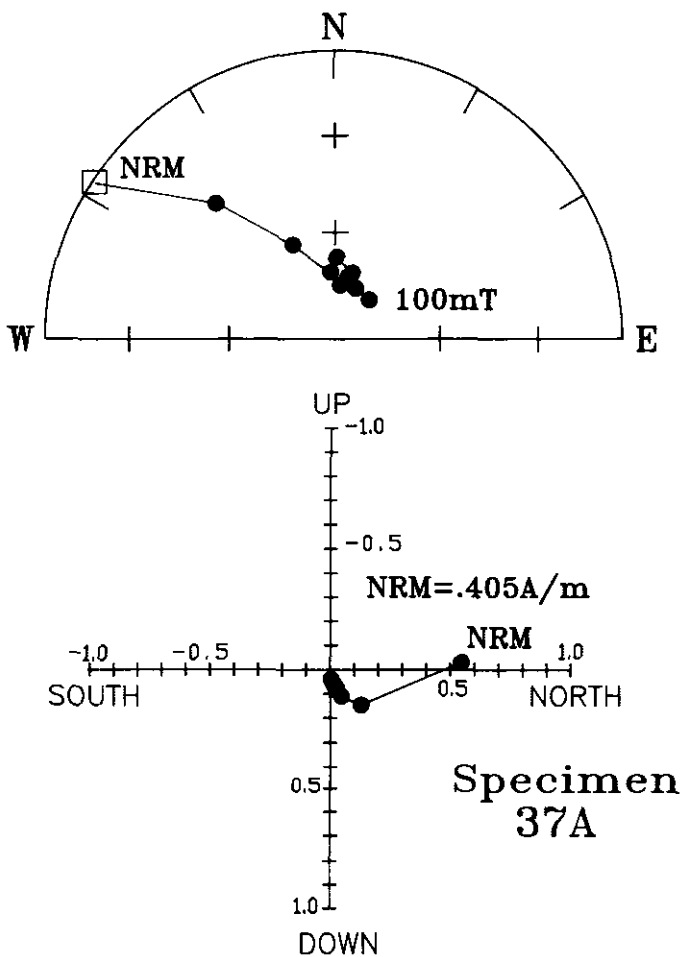 N
NRM
100mT
W E
UP
-1.0
-0.5
NRM=.405A/m
NRM
-1.0 -0.5 0.5 1.0
SOUTH NORTH
0.5
Specimen
37A
1.0
DOWN